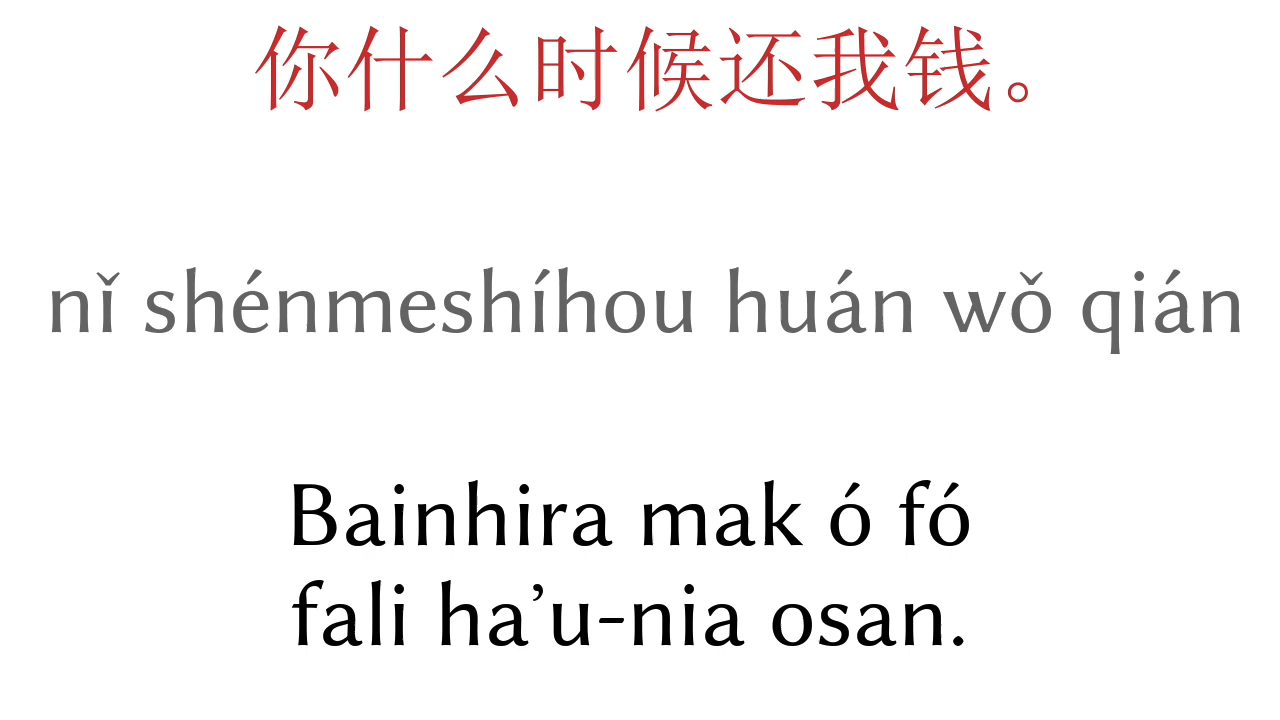 你什么时候还我钱。
nǐ shénmeshíhou huán wǒ qián
Bainhira mak ó fó
fali ha’u-nia osan.